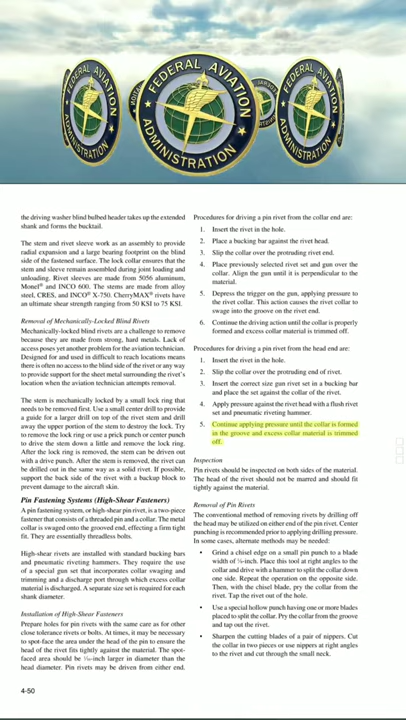 FEDERAL AVIATION
ADMINISTRATION
FEDERAL AVIATION
ADMINISTRATION
FEDERAL AVIATION
ADMINISTRATION
the driving washer blind bulbed header takes up the extended
shank and forms the bucktail.
The stem and rivet sleeve work as an assembly to provide
radial expansion and a large bearing footprint on the blind
side of the fastened surface. The lock collar ensures that the
stem and sleeve remain assembled during joint loading and
unloading. Rivet sleeves are made from 5056 aluminum,
Monel® and INCO 600. The stems are made from alloy
steel, CRES, and INCO® X-750. CherryMAX® rivets have
an ultimate shear strength ranging from 50 KSI to 75 KSI.
Removal of Mechanically-Locked Blind Rivets
Mechanically-locked blind rivets are a challenge to remove
because they are made from strong, hard metals. Lack of
access poses yet another problem for the aviation technician.
Designed for and used in difficult to reach locations means
there is often no access to the blind side of the rivet or any way
to provide support for the sheet metal surrounding the rivet's
location when the aviation technician attempts removal.
The stem is mechanically locked by a small lock ring that
needs to be removed first. Use a small center drill to provide
a guide for a larger drill on top of the rivet stem and drill
away the upper portion of the stem to destroy the lock. Try
to remove the lock ring or use a prick punch or center punch
to drive the stem down a little and remove the lock ring.
After the lock ring is removed, the stem can be driven out
with a drive punch. After the stem is removed, the rivet can
be drilled out in the same way as a solid rivet. If possible,
support the back side of the rivet with a backup block to
prevent damage to the aircraft skin.
Pin Fastening Systems (High-Shear Fasteners)
A pin fastening system, or high-shear pin rivet, is a two-piece
fastener that consists of a threaded pin and a collar. The metal
collar is swaged onto the grooved end, effecting a firm tight
fit. They are essentially threadless bolts.
High-shear rivets are installed with standard bucking bars
and pneumatic riveting hammers. They require the use
of a special gun set that incorporates collar swaging and
trimming and a discharge port through which excess collar
material is discharged. A separate size set is required for each
shank diameter.
Installation of High-Shear Fasteners
Prepare holes for pin rivets with the same care as for other
close tolerance rivets or bolts. At times, it may be necessary
to spot-face the area under the head of the pin to ensure the
head of the rivet fits tightly against the material. The spot-
faced area should be 1⁄16-inch larger in diameter than the
head diameter. Pin rivets may be driven from either end.
4-50
Procedures for driving a pin rivet from the collar end are:
1. Insert the rivet in the hole.
2. Place a bucking bar against the rivet head.
3. Slip the collar over the protruding rivet end.
4. Place previously selected rivet set and gun over the
collar. Align the gun until it is perpendicular to the
material.
5. Depress the trigger on the gun, applying pressure to
the rivet collar. This action causes the rivet collar to
swage into the groove on the rivet end.
6. Continue the driving action until the collar is properly
formed and excess collar material is trimmed off.
Procedures for driving a pin rivet from the head end are:
1. Insert the rivet in the hole.
2. Slip the collar over the protruding end of rivet.
3. Insert the correct size gun rivet set in a bucking bar
and place the set against the collar of the rivet.
4. Apply pressure against the rivet head with a flush rivet
set and pneumatic riveting hammer.
5. Continue applying pressure until the collar is formed
in the groove and excess collar material is trimmed
off.
Inspection
Pin rivets should be inspected on both sides of the material.
The head of the rivet should not be marred and should fit
tightly against the material.
Removal of Pin Rivets
The conventional method of removing rivets by drilling off
the head may be utilized on either end of the pin rivet. Center
punching is recommended prior to applying drilling pressure.
In some cases, alternate methods may be needed:
• Grind a chisel edge on a small pin punch to a blade
width of 1⁄8-inch. Place this tool at right angles to the
collar and drive with a hammer to split the collar down
one side. Repeat the operation on the opposite side.
Then, with the chisel blade, pry the collar from the
rivet. Tap the rivet out of the hole.
• Use a special hollow punch having one or more blades
placed to split the collar. Pry the collar from the groove
and tap out the rivet.
• Sharpen the cutting blades of a pair of nippers. Cut
the collar in two pieces or use nippers at right angles
to the rivet and cut through the small neck.